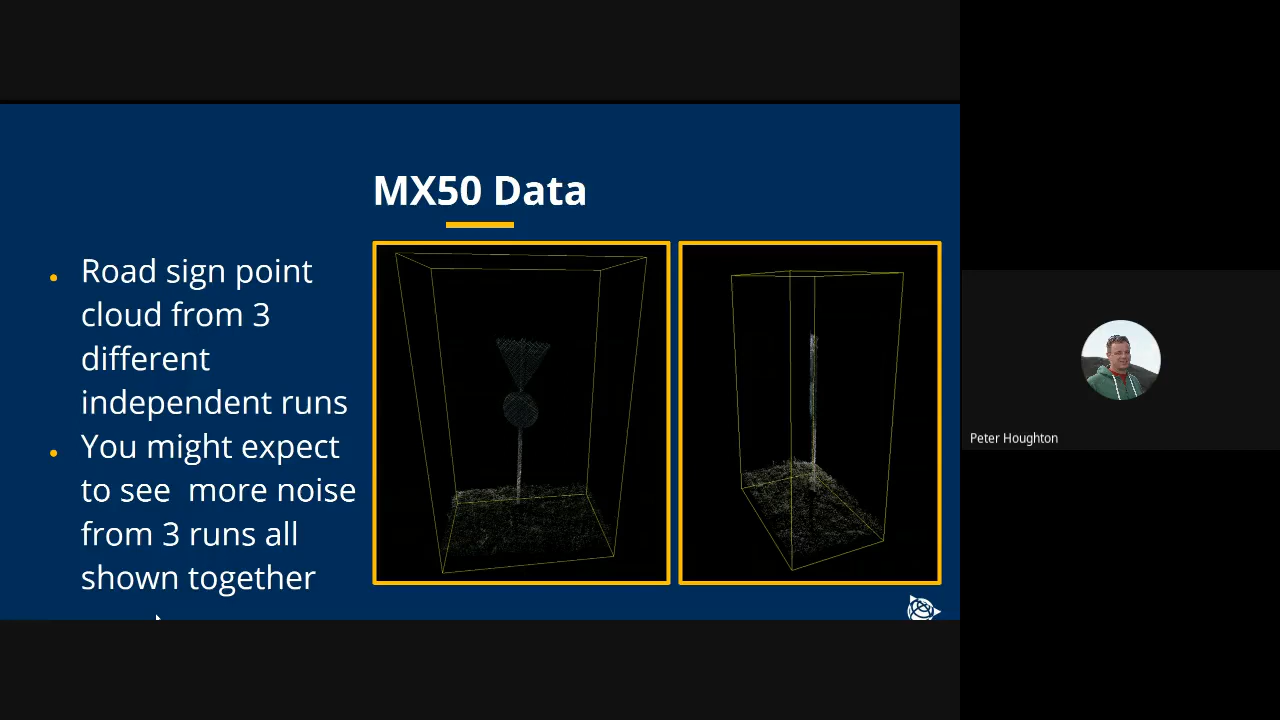 MX50 Data
Road sign point
cloud from 3
different
independent runs
You might expect
to see  more noise
from 3 runs all
shown together
Peter Houghton